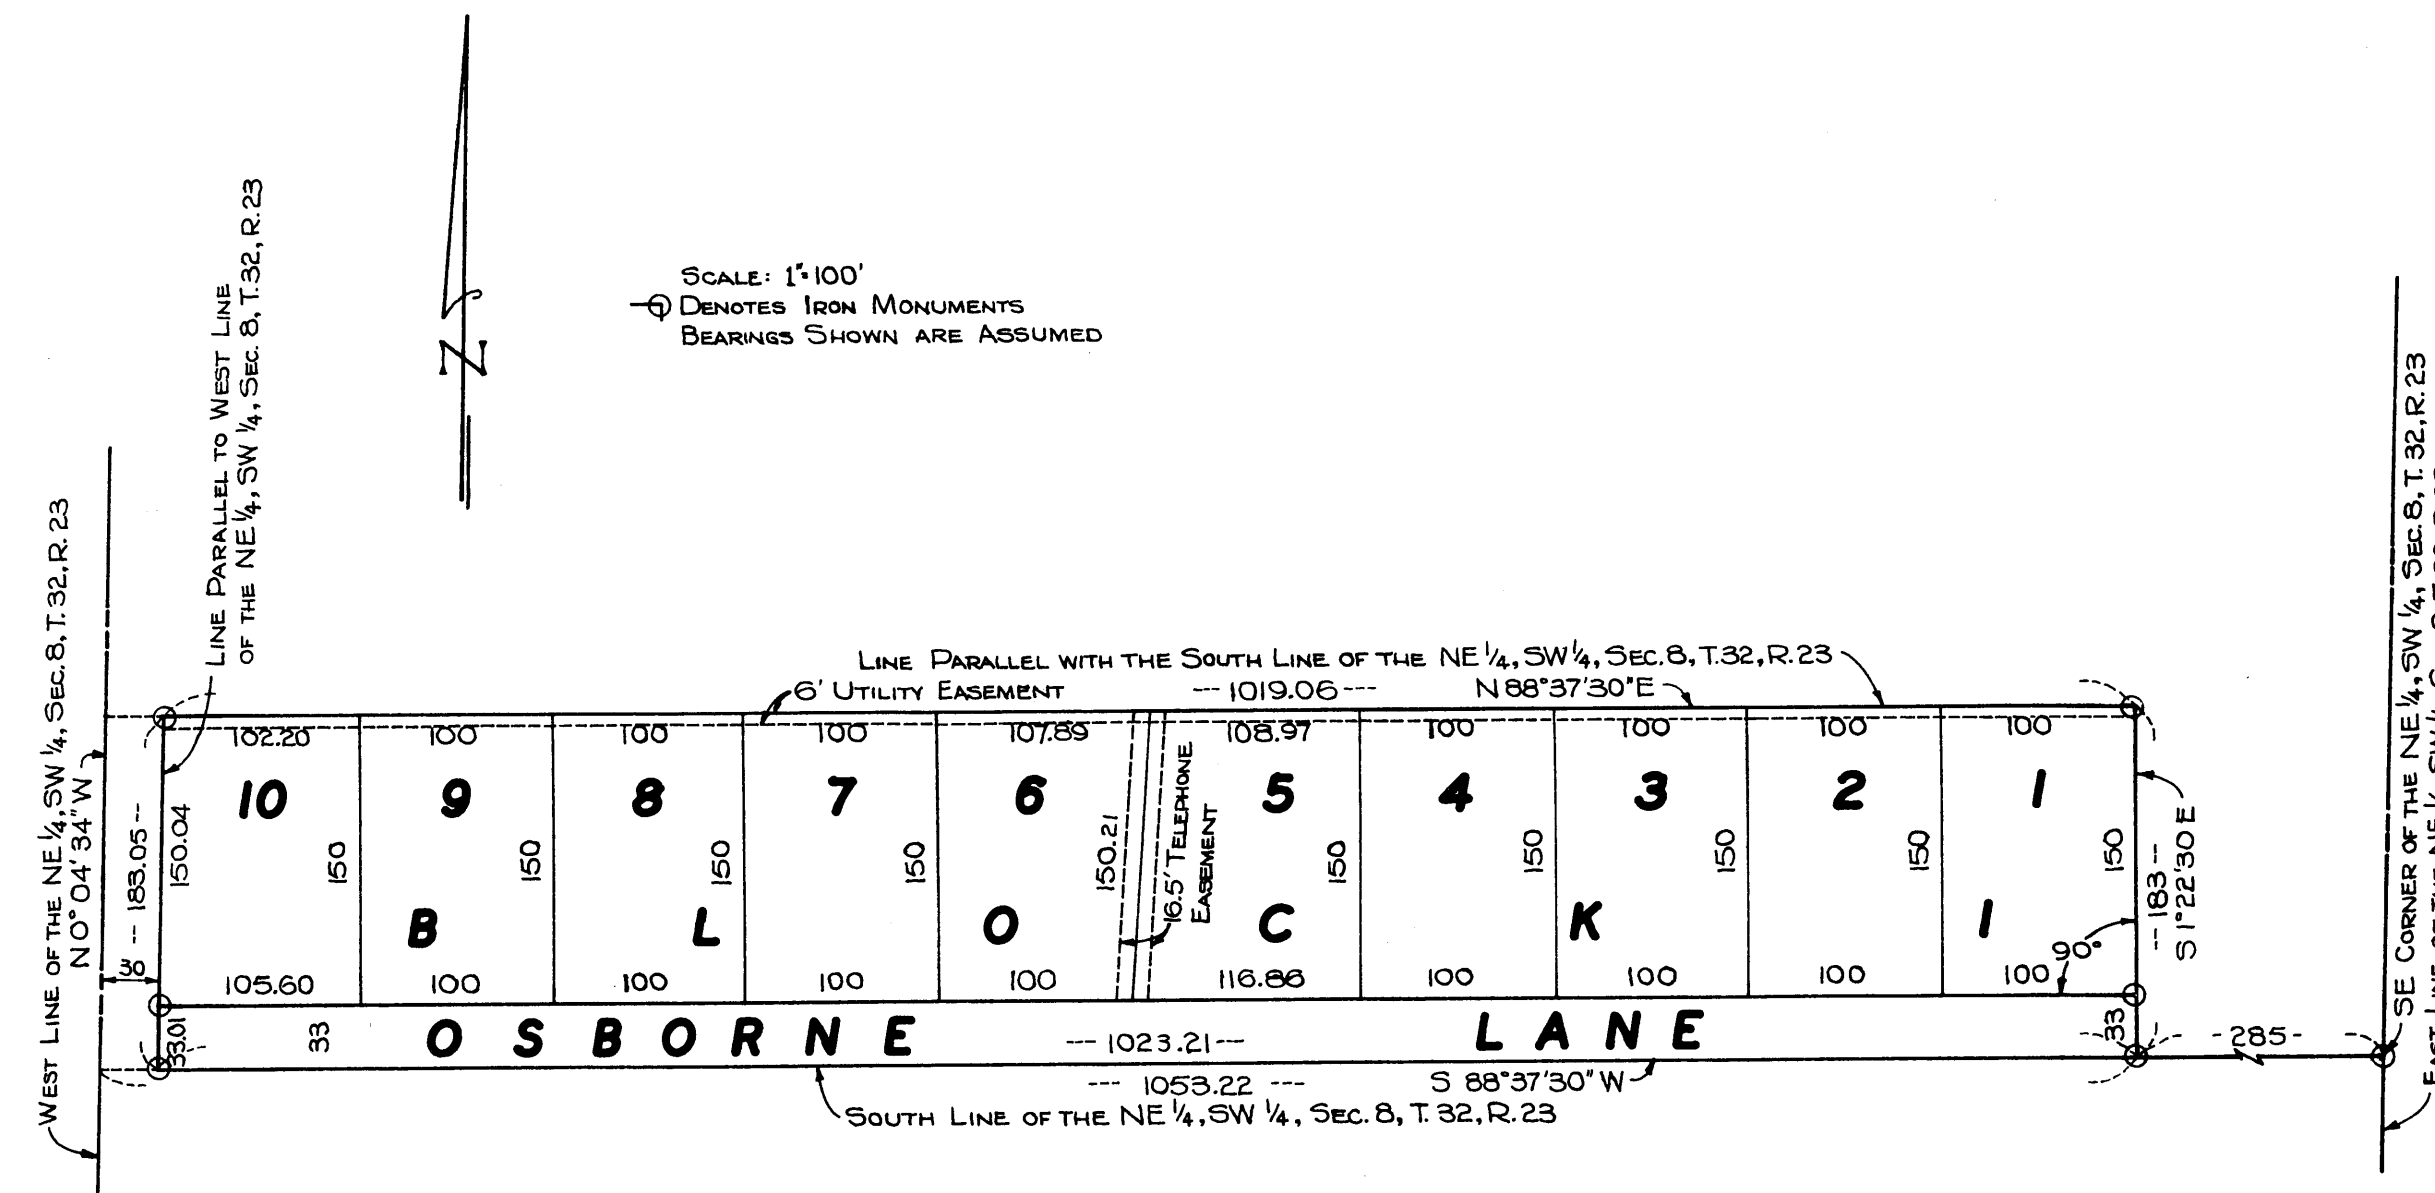 N
SCALE: 1"=100'
DENOTES IRON MONUMENTS
BEARINGS SHOWN ARE ASSUMED
WEST LINE OF THE NE 1/4, SW 1/4, SEC. 8, T. 32, R. 23
N 0° 04' 34" W
LINE PARALLEL TO WEST LINE
OF THE NE 1/4, SW 1/4, SEC. 8, T. 32, R. 23
LINE PARALLEL WITH THE SOUTH LINE OF THE NE 1/4, SW 1/4, SEC. 8, T. 32, R. 23
6' UTILITY EASEMENT --- 1019.06 --- N 88° 37' 30" E
102.20 100 100 100 107.89 108.97 100 100 100 100
10 9 8 7 6 5 4 3 2 1
-- 183.05 --
150.04 150 150 150 150 150.21 150 150 150 150 150
16.5' TELEPHONE
EASEMENT
-- 183 --
S 1° 22' 30 E
B L O C K 1
90°
30
105.60 100 100 100 100 116.86 100 100 100 100
33.01 33 33
OSBORNE LANE
--- 1023.21 ---
- 285 -
--- 1053.22 --- S 88° 37' 30" W
SOUTH LINE OF THE NE 1/4, SW 1/4, SEC. 8, T. 32, R. 23
SE CORNER OF THE NE 1/4, SW 1/4, SEC. 8, T. 32, R. 23